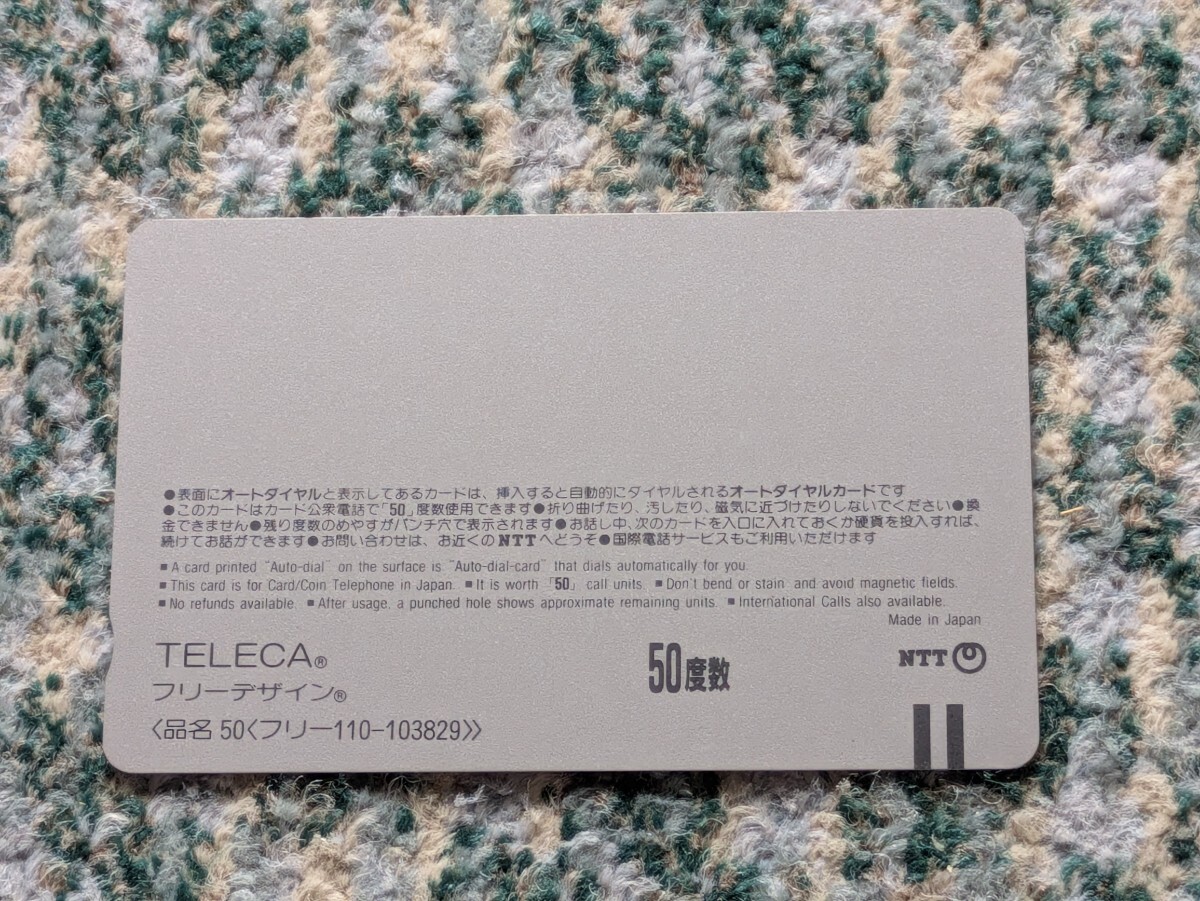 ●表面にオートダイヤルと表示してあるカードは、挿入すると自動的にダイヤルされるオートダイヤルカードです
●このカードはカード公衆電話で「50」度数使用できます●折り曲げたり、汚したり、磁気に近づけたりしないでください●換
金できません●残り度数のめやすがパンチ穴で表示されます●お話し中、次のカードを入口に入れておくか硬貨を投入すれば、
続けてお話ができます●お問い合わせは、お近くのNTTへどうぞ●国際電話サービスもご利用いただけます
■ A card printed "Auto-dial" on the surface is "Auto-dial-card" that dials automatically for you.
■ This card is for Card/Coin Telephone in Japan. ■ It is worth 「50」 call units. ■ Don't bend or stain and avoid magnetic fields.
■ No refunds available. ■ After usage, a punched hole shows approximate remaining units. ■ International Calls also available.
Made in Japan
TELECA®
50度数
NTT
フリーデザイン®
〈品名 50〈フリー110-103829〉〉